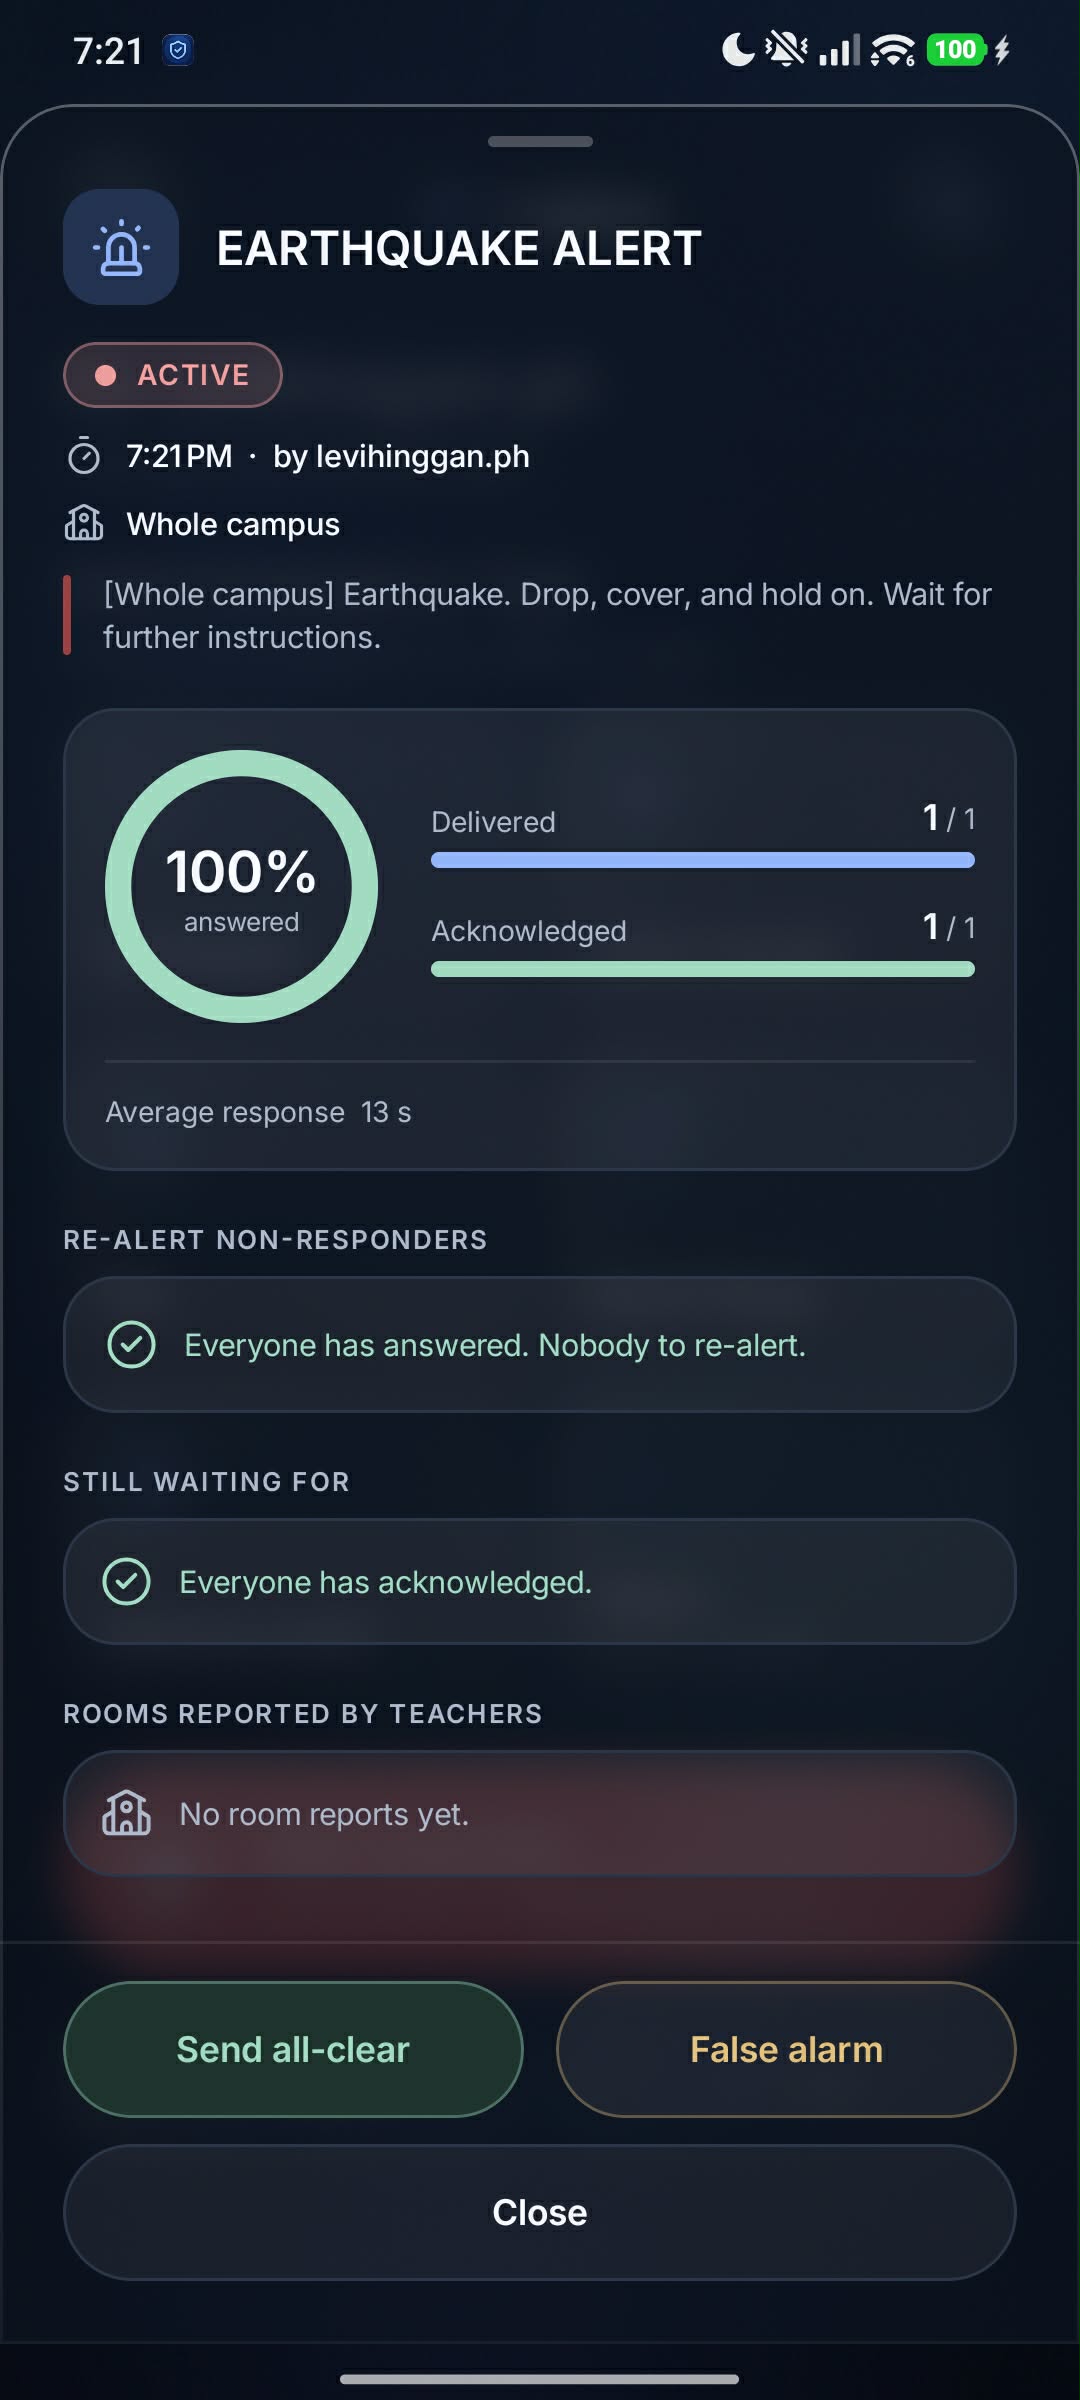 7:21
6
100
EARTHQUAKE ALERT
ACTIVE
7:21 PM · by levihinggan.ph
Whole campus
[Whole campus] Earthquake. Drop, cover, and hold on. Wait for
further instructions.
100%
answered
Delivered 1 / 1
Acknowledged 1 / 1
Average response 13 s
RE-ALERT NON-RESPONDERS
Everyone has answered. Nobody to re-alert.
STILL WAITING FOR
Everyone has acknowledged.
ROOMS REPORTED BY TEACHERS
No room reports yet.
Send all-clear
False alarm
Close